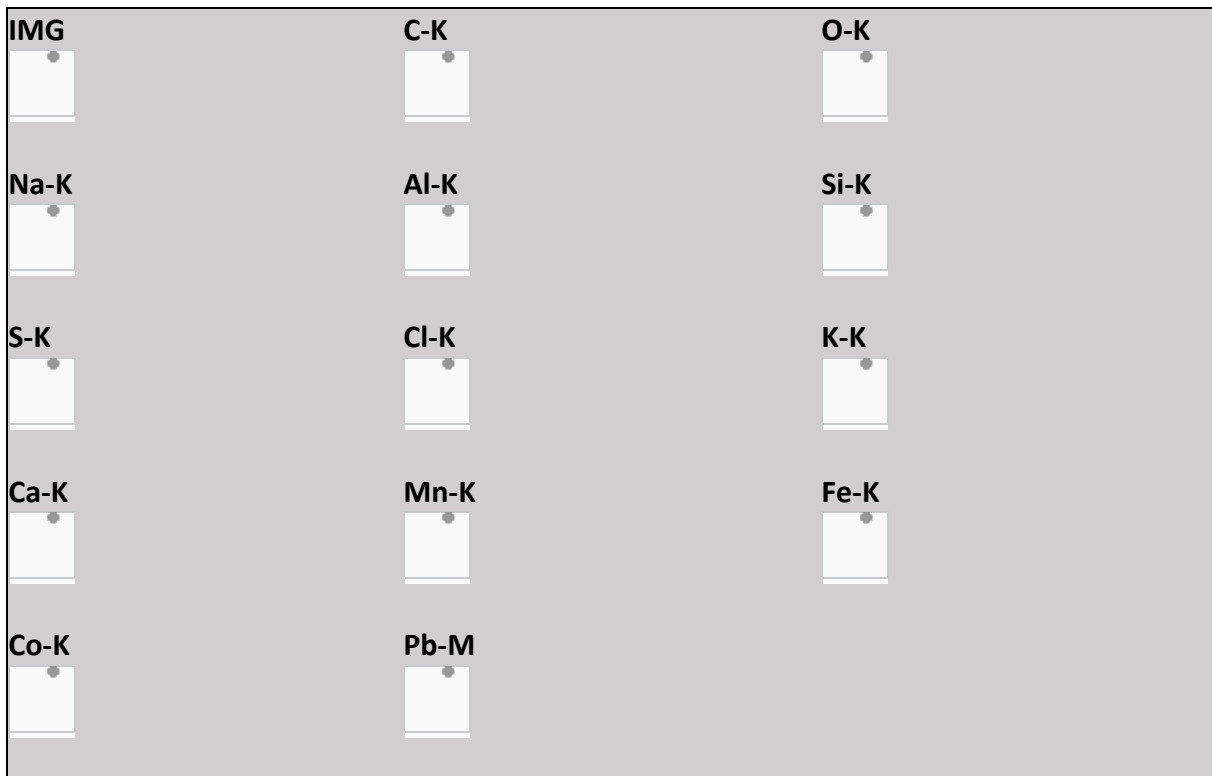 IMG C-K O-K
Na-K Al-K Si-K
S-K Cl-K K-K
Ca-K Mn-K Fe-K
Co-K Pb-M